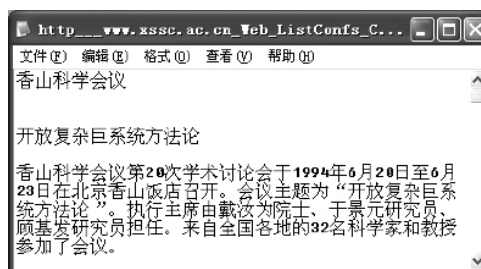 http___www.xssc.ac.cn_Web_ListConfs_C...
文件(F) 编辑(E) 格式(O) 查看(V) 帮助(H)
香山科学会议
开放复杂巨系统方法论
香山科学会议第20次学术讨论会于1994年6月20日至6月
23日在北京香山饭店召开。会议主题为“开放复杂巨系
统方法论 ”。执行主席由戴汝为院士、于景元研究员、
顾基发研究员担任。来自全国各地的32名科学家和教授
参加了会议。